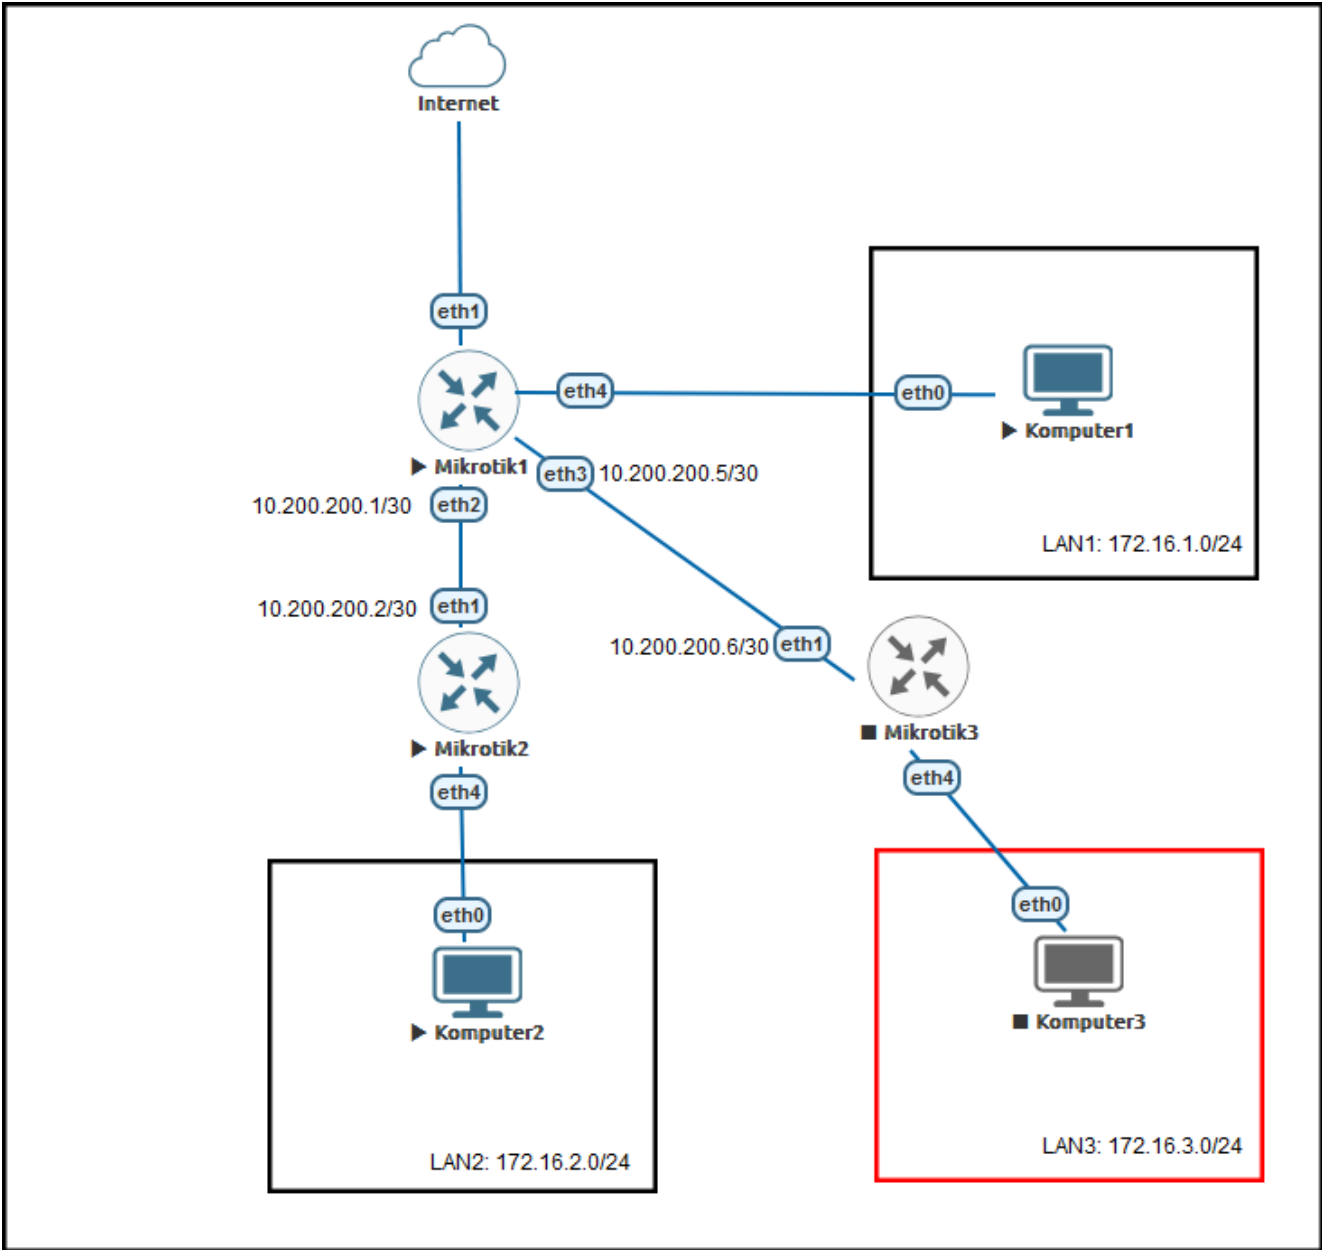 Internet
eth1
eth4
eth0
Komputer1
Mikrotik1
eth3 10.200.200.5/30
10.200.200.1/30 eth2
LAN1: 172.16.1.0/24
10.200.200.2/30 eth1
10.200.200.6/30 eth1
Mikrotik3
Mikrotik2
eth4
eth4
eth0
eth0
Komputer3
Komputer2
LAN3: 172.16.3.0/24
LAN2: 172.16.2.0/24